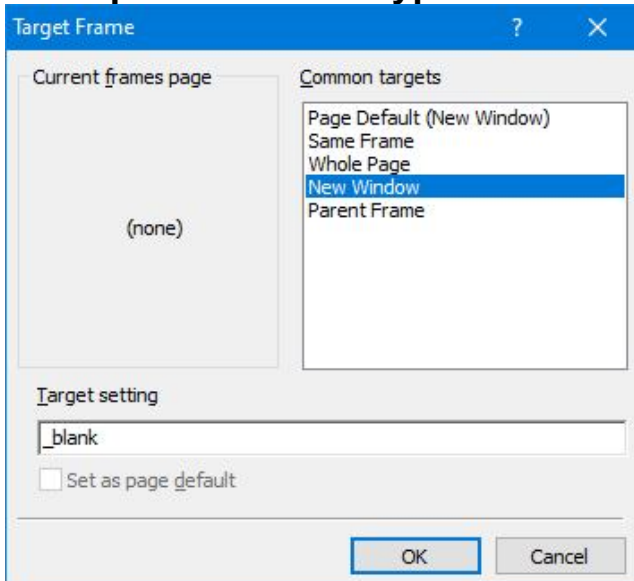 Target Frame ? ×
Current frames page
(none)
Common targets
Page Default (New Window)
Same Frame
Whole Page
New Window
Parent Frame
Target setting
_blank
Set as page default
OK Cancel